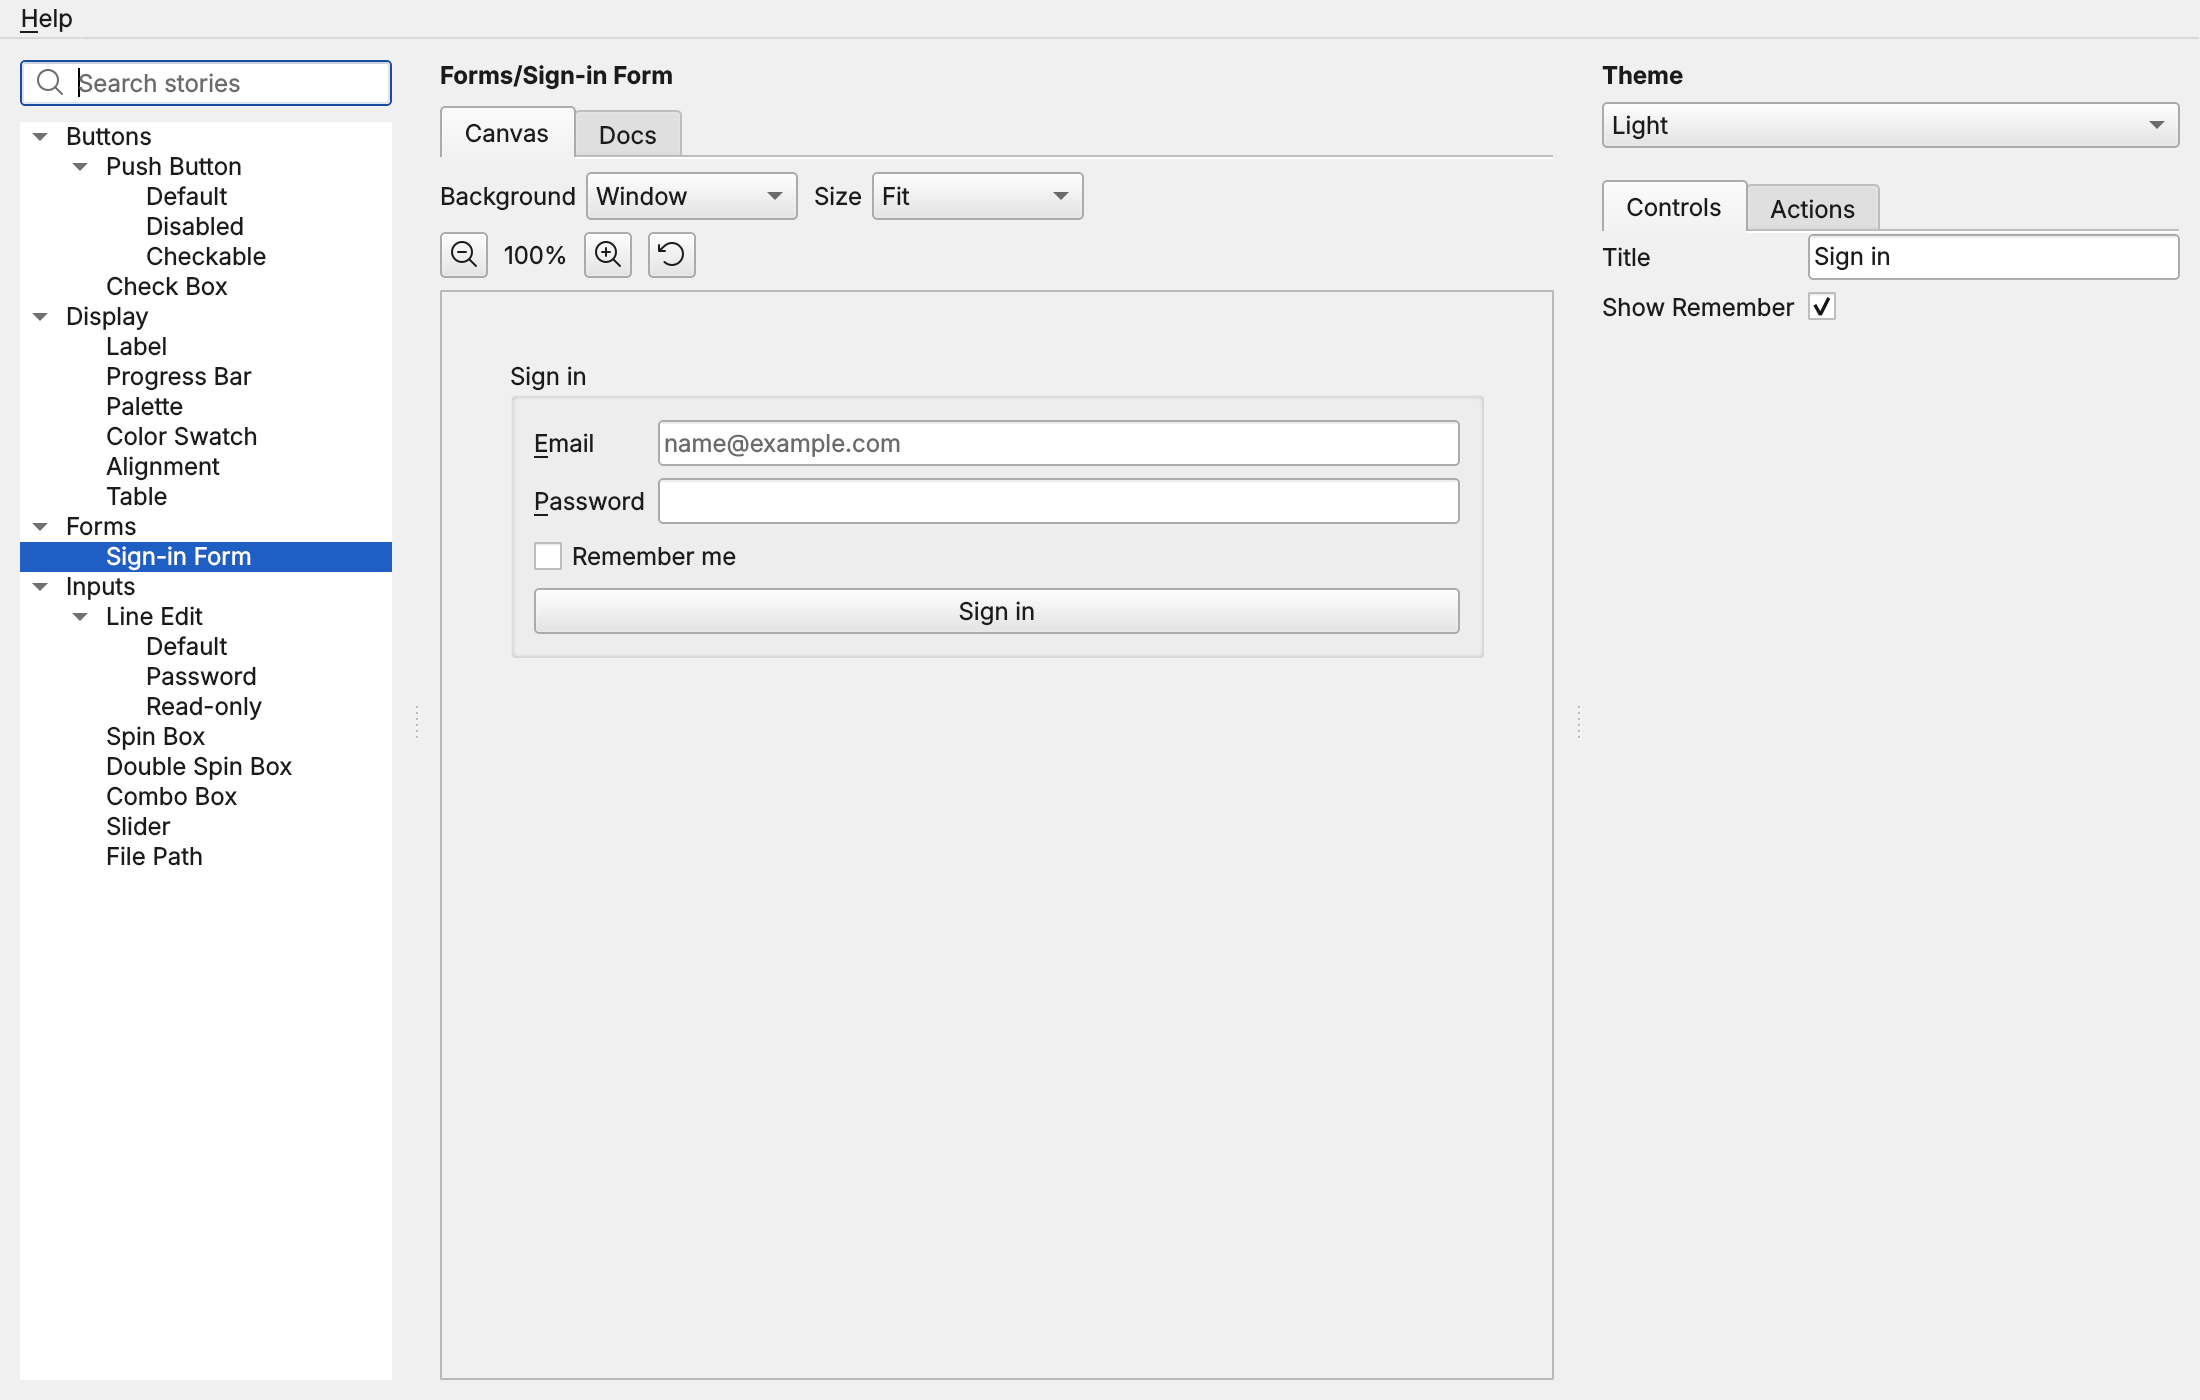 Help
Search stories
Buttons
Push Button
Default
Disabled
Checkable
Check Box
Display
Label
Progress Bar
Palette
Color Swatch
Alignment
Table
Forms
Sign-in Form
Inputs
Line Edit
Default
Password
Read-only
Spin Box
Double Spin Box
Combo Box
Slider
File Path
Forms/Sign-in Form
Canvas
Docs
Background
Window
Size
Fit
100%
Sign in
Email
name@example.com
Password
Remember me
Sign in
Theme
Light
Controls
Actions
Title
Sign in
Show Remember